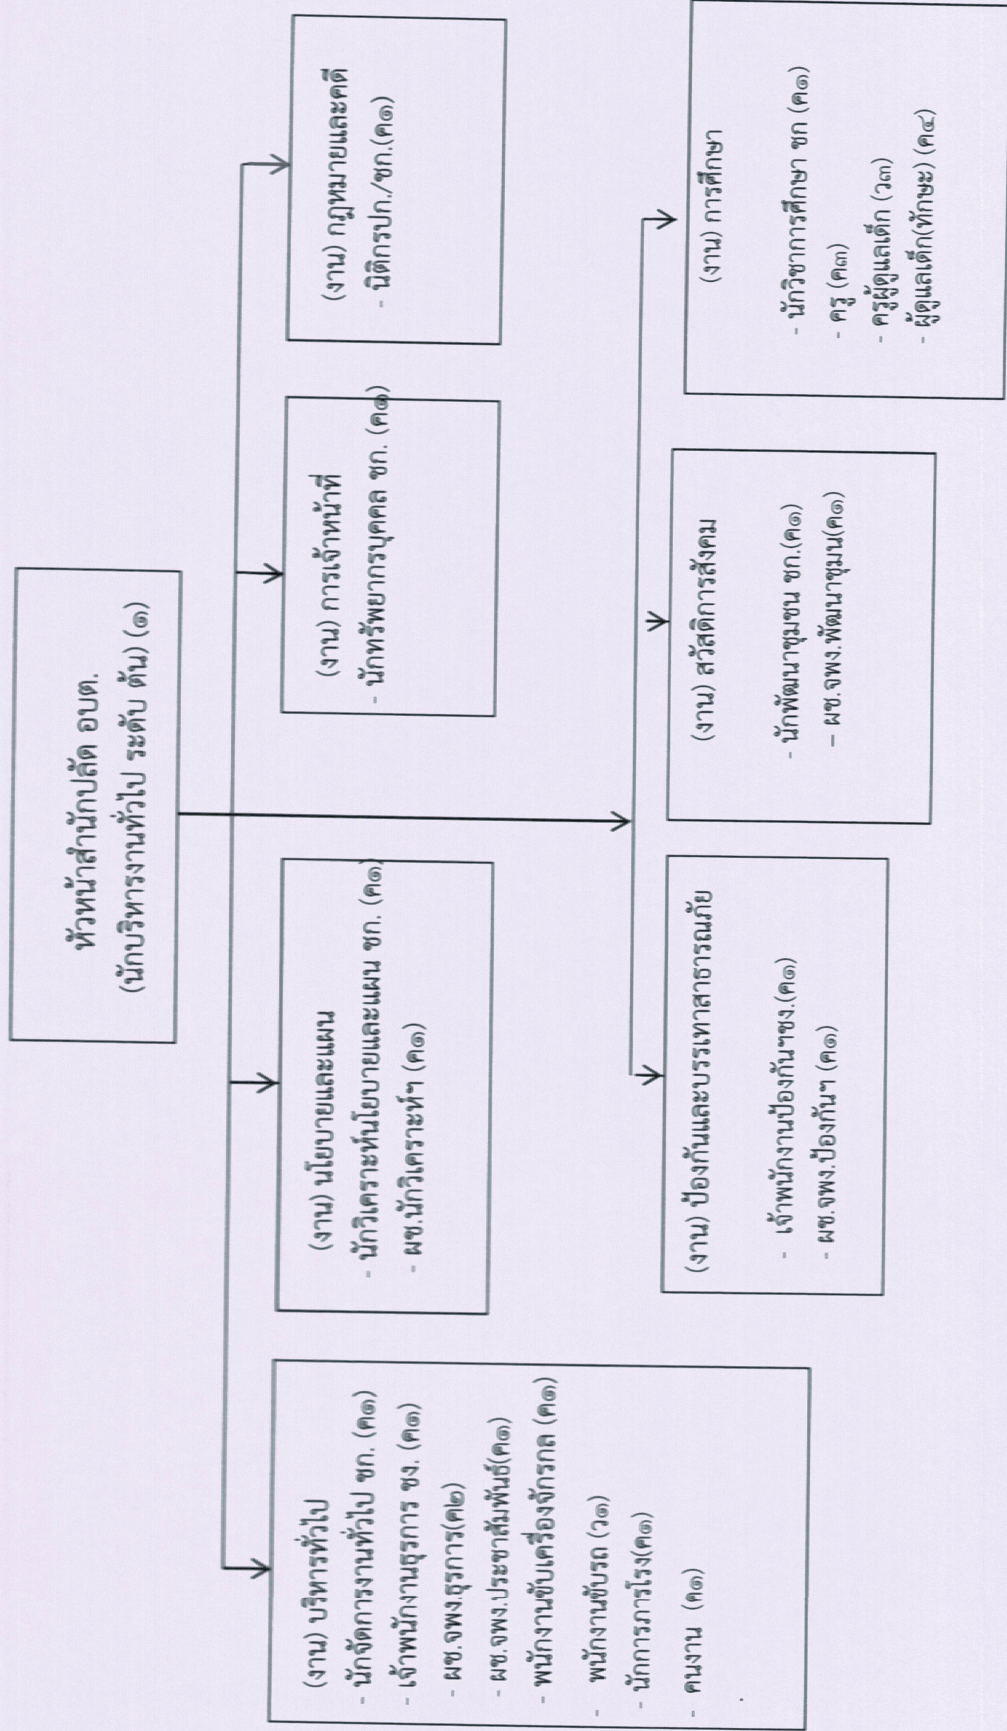 หัวหน้าสำนักปลัด อบต.
(นักบริหารงานทั่วไป ระดับ ต้น) (๑)
(งาน) บริหารทั่วไป
- นักจัดการงานทั่วไป ชก. (ค๑)
- เจ้าพนักงานธุรการ ชง. (ค๑)
- ผช.จพง.ธุรการ(ค๒)
- ผช.จพง.ประชาสัมพันธ์(ค๑)
- พนักงานขับเครื่องจักรกล (ค๑)
- พนักงานขับรถ (ว๑)
- นักการภารโรง(ค๑)
- คนงาน (ค๑)
(งาน) นโยบายและแผน
- นักวิเคราะห์นโยบายและแผน ชก. (ค๑)
- ผช.นักวิเคราะห์ฯ (ค๑)
(งาน) การเจ้าหน้าที่
- นักทรัพยากรบุคคล ชก. (ค๑)
(งาน) กฎหมายและคดี
- นิติกรปก./ชก.(ค๑)
(งาน) ป้องกันและบรรเทาสาธารณภัย
- เจ้าพนักงานป้องกันฯชง.(ค๑)
- ผช.จพง.ป้องกันฯ (ค๑)
(งาน) สวัสดิการสังคม
- นักพัฒนาชุมชน ชก.(ค๑)
– ผช.จพง.พัฒนาชุมน(ค๑)
(งาน) การศึกษา
- นักวิชาการศึกษา ชก (ค๑)
- ครู (ค๓)
- ครูผู้ดูแลเด็ก (ว๓)
- ผู้ดูแลเด็ก(ทักษะ) (ค๔)